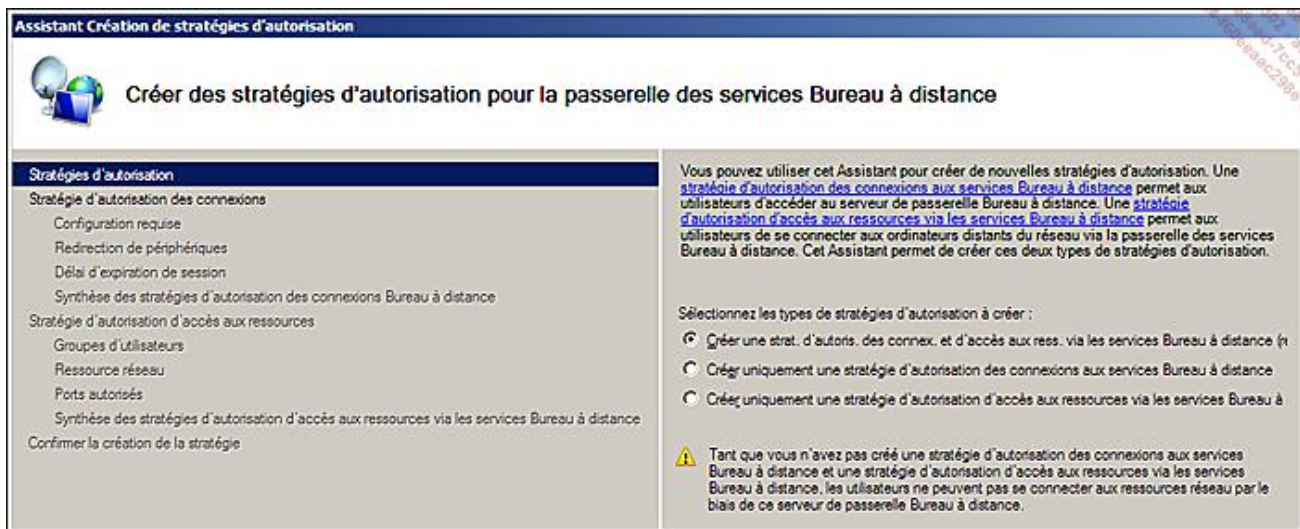 Assistant Création de stratégies d'autorisation
Créer des stratégies d'autorisation pour la passerelle des services Bureau à distance
Stratégies d'autorisation
Stratégie d'autorisation des connexions
Configuration requise
Redirection de périphériques
Délai d'expiration de session
Synthèse des stratégies d'autorisation des connexions Bureau à distance
Stratégie d'autorisation d'accès aux ressources
Groupes d'utilisateurs
Ressource réseau
Ports autorisés
Synthèse des stratégies d'autorisation d'accès aux ressources via les services Bureau à distance
Confirmer la création de la stratégie
Vous pouvez utiliser cet Assistant pour créer de nouvelles stratégies d'autorisation. Une
stratégie d'autorisation des connexions aux services Bureau à distance permet aux
utilisateurs d'accéder au serveur de passerelle Bureau à distance. Une stratégie
d'autorisation d'accès aux ressources via les services Bureau à distance permet aux
utilisateurs de se connecter aux ordinateurs distants du réseau via la passerelle des services
Bureau à distance. Cet Assistant permet de créer ces deux types de stratégies d'autorisation.
Sélectionnez les types de stratégies d'autorisation à créer :
Créer une strat. d'autoris. des connex. et d'accès aux ress. via les services Bureau à distance (re
Créer uniquement une stratégie d'autorisation des connexions aux services Bureau à distance
Créer uniquement une stratégie d'autorisation d'accès aux ressources via les services Bureau à
Tant que vous n'avez pas créé une stratégie d'autorisation des connexions aux services
Bureau à distance et une stratégie d'autorisation d'accès aux ressources via les services
Bureau à distance, les utilisateurs ne peuvent pas se connecter aux ressources réseau par le
biais de ce serveur de passerelle Bureau à distance.